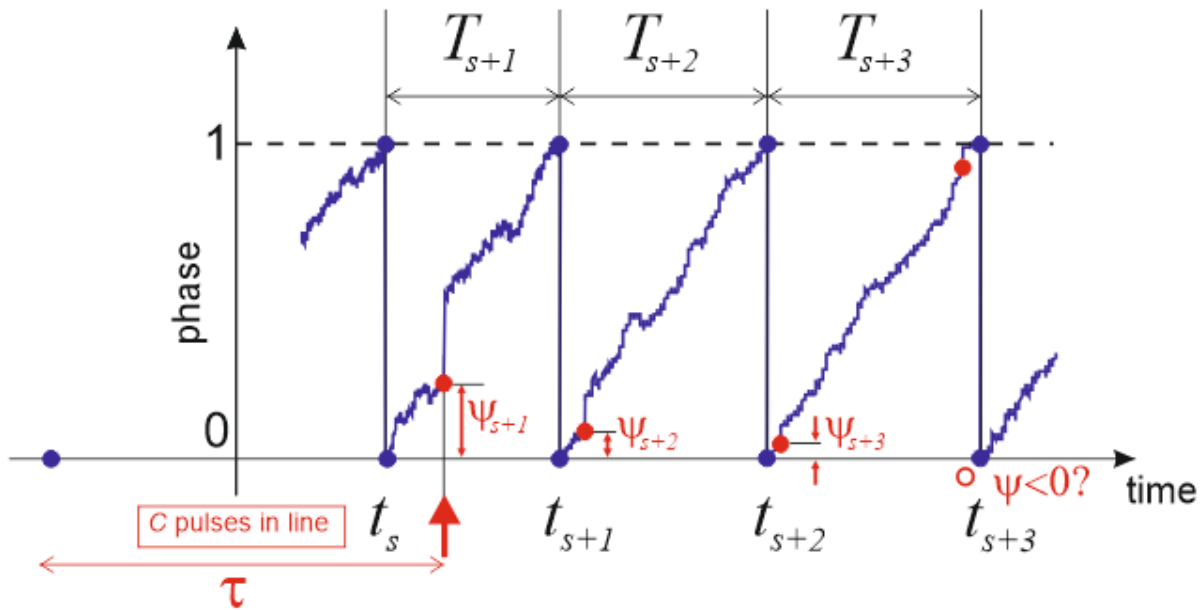 T_{s+1} T_{s+2} T_{s+3}
1
phase
0
ψ_{s+1} ψ_{s+2} ψ_{s+3}
ψ<0?
time
C pulses in line
t_s t_{s+1} t_{s+2} t_{s+3}
τ